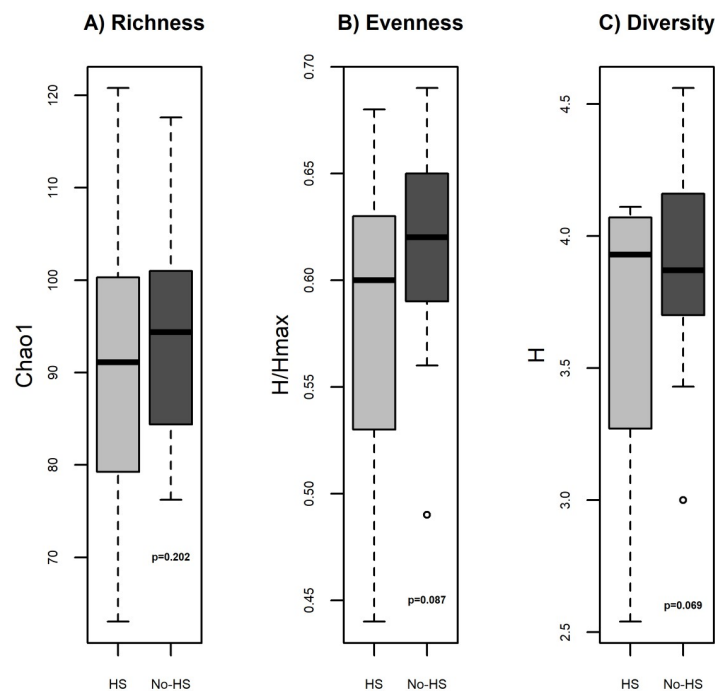 A) Richness
B) Evenness
C) Diversity
Chao1
120
110
100
90
80
70
p=0.202
HS
No-HS
H/Hmax
0.70
0.65
0.60
0.55
0.50
0.45
p=0.087
HS
No-HS
H
4.5
4.0
3.5
3.0
2.5
p=0.069
HS
No-HS